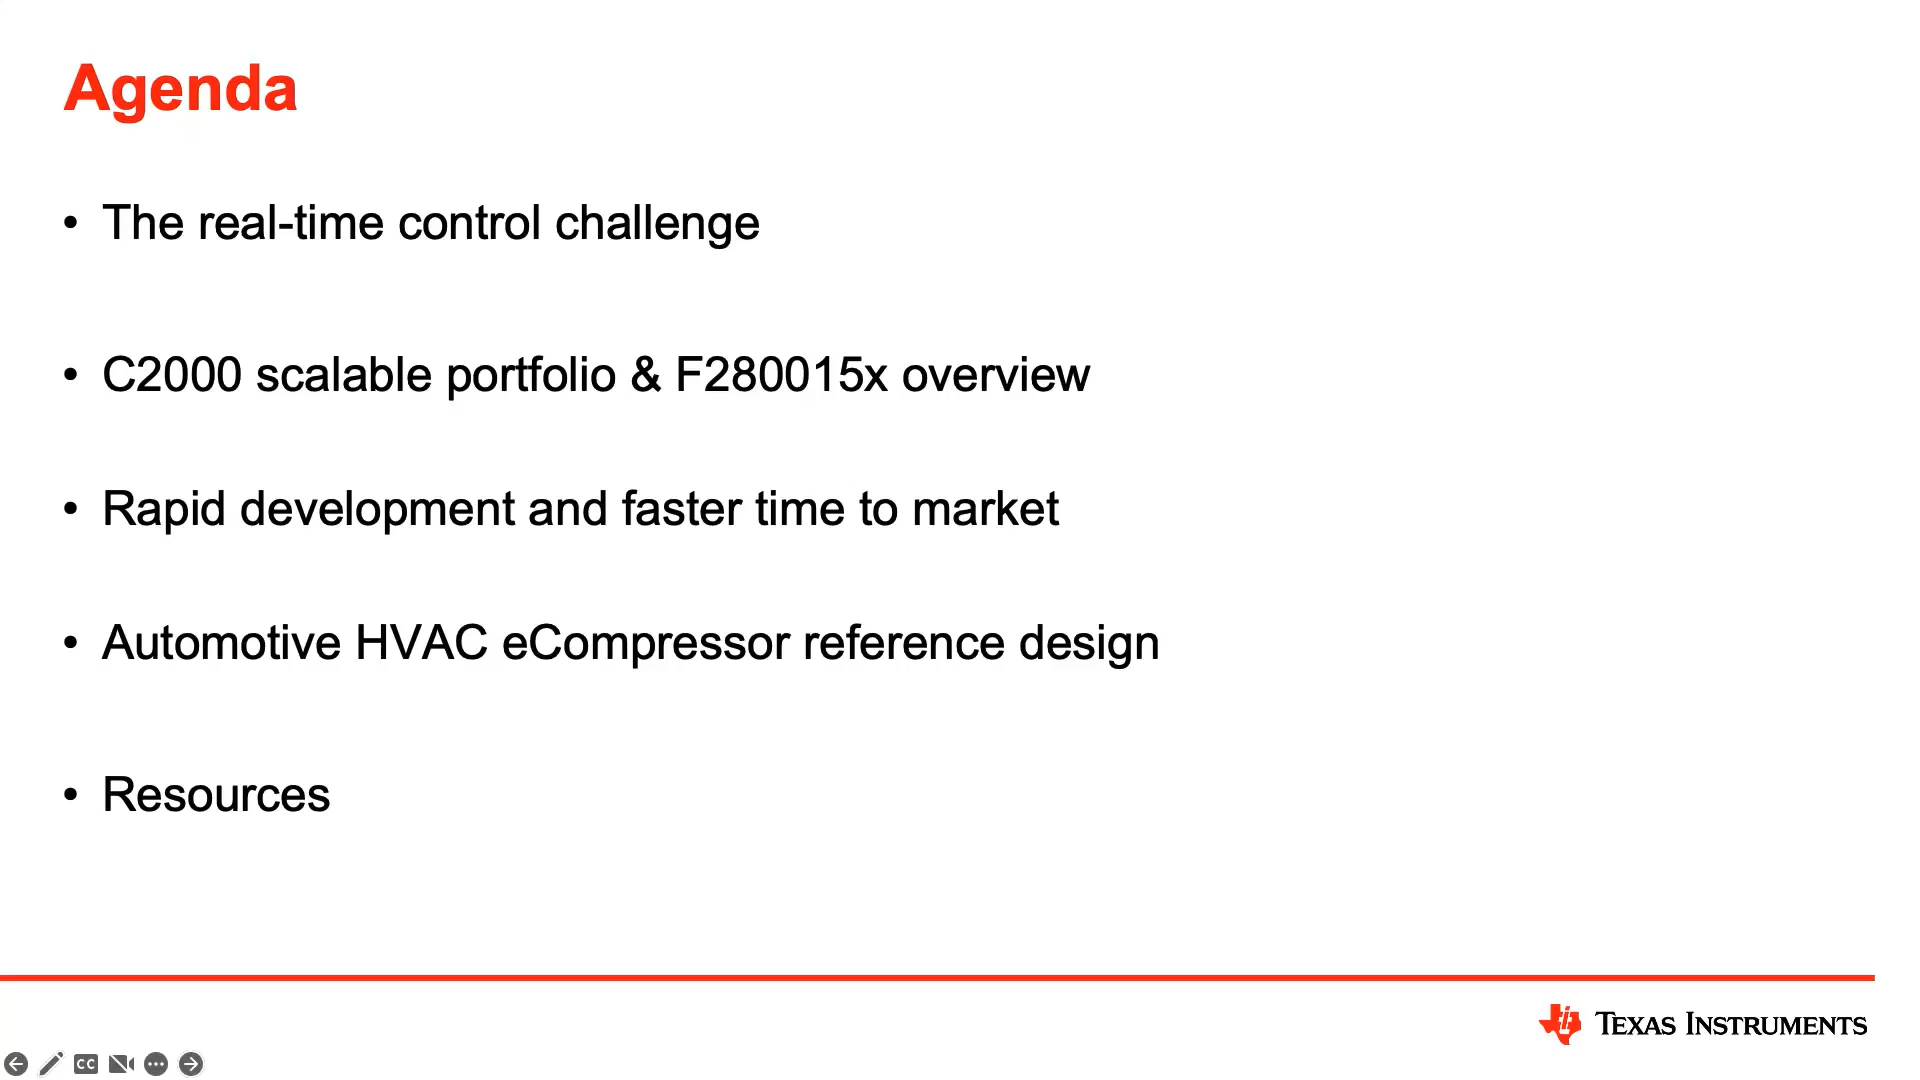 Agenda
• The real-time control challenge
• C2000 scalable portfolio & F280015x overview
• Rapid development and faster time to market
• Automotive HVAC eCompressor reference design
• Resources
TEXAS INSTRUMENTS
CC